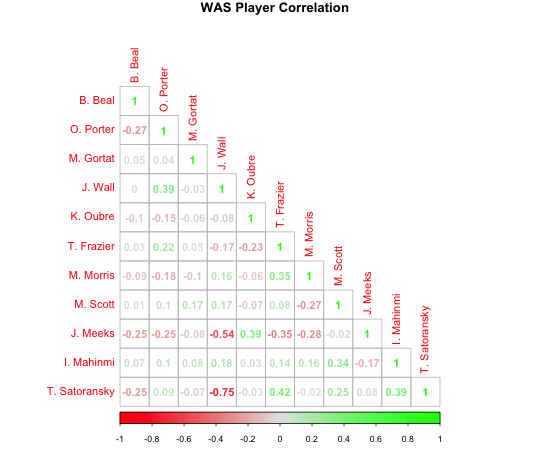 WAS Player Correlation
B. Beal
O. Porter
M. Gortat
J. Wall
K. Oubre
T. Frazier
M. Morris
M. Scott
J. Meeks
I. Mahinmi
T. Satoransky
B. Beal 1
O. Porter -0.27 1
M. Gortat 0.05 0.04 1
J. Wall 0 0.39 -0.03 1
K. Oubre -0.1 -0.15 -0.06 -0.08 1
T. Frazier 0.03 0.22 0.05 -0.17 -0.23 1
M. Morris -0.09 -0.18 -0.1 0.16 -0.06 0.35 1
M. Scott 0.01 0.1 0.17 0.17 -0.07 0.08 -0.27 1
J. Meeks -0.25 -0.25 -0.08 -0.54 0.39 -0.35 -0.28 -0.02 1
I. Mahinmi 0.07 0.1 0.08 0.18 0.03 0.14 0.16 0.34 -0.17 1
T. Satoransky -0.25 0.09 -0.07 -0.75 -0.03 0.42 -0.02 0.25 0.08 0.39 1
-1 -0.8 -0.6 -0.4 -0.2 0 0.2 0.4 0.6 0.8 1